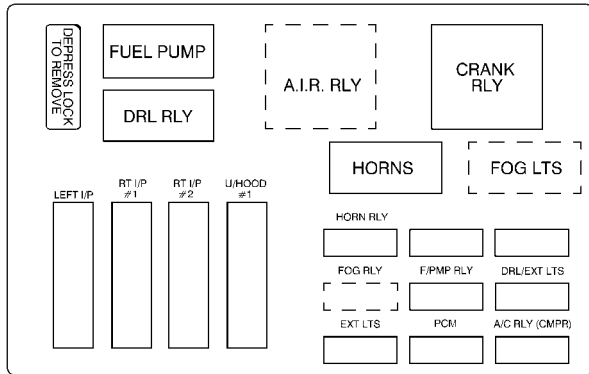 DEPRESS LOCK
TO REMOVE
FUEL PUMP
DRL RLY
A.I.R. RLY
CRANK
RLY
HORNS
FOG LTS
LEFT I/P
RT I/P
#1
RT I/P
#2
U/HOOD
#1
HORN RLY
FOG RLY
F/PMP RLY
DRL/EXT LTS
EXT LTS
PCM
A/C RLY (CMPR)